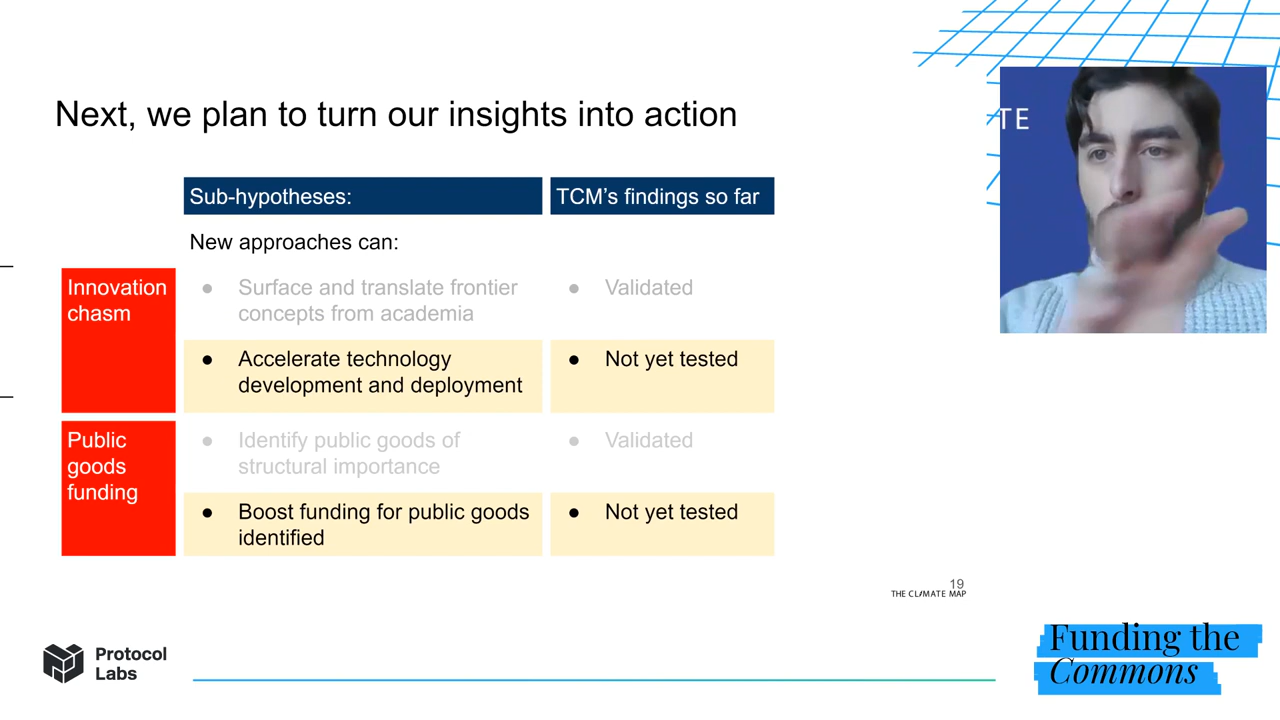 Next, we plan to turn our insights into action
TE
Sub-hypotheses:
TCM's findings so far
New approaches can:
Innovation
chasm
● Surface and translate frontier
concepts from academia
● Validated
● Accelerate technology
development and deployment
● Not yet tested
Public
goods
funding
● Identify public goods of
structural importance
● Validated
● Boost funding for public goods
identified
● Not yet tested
19
THE CLIMATE MAP
Protocol
Labs
Funding the
Commons